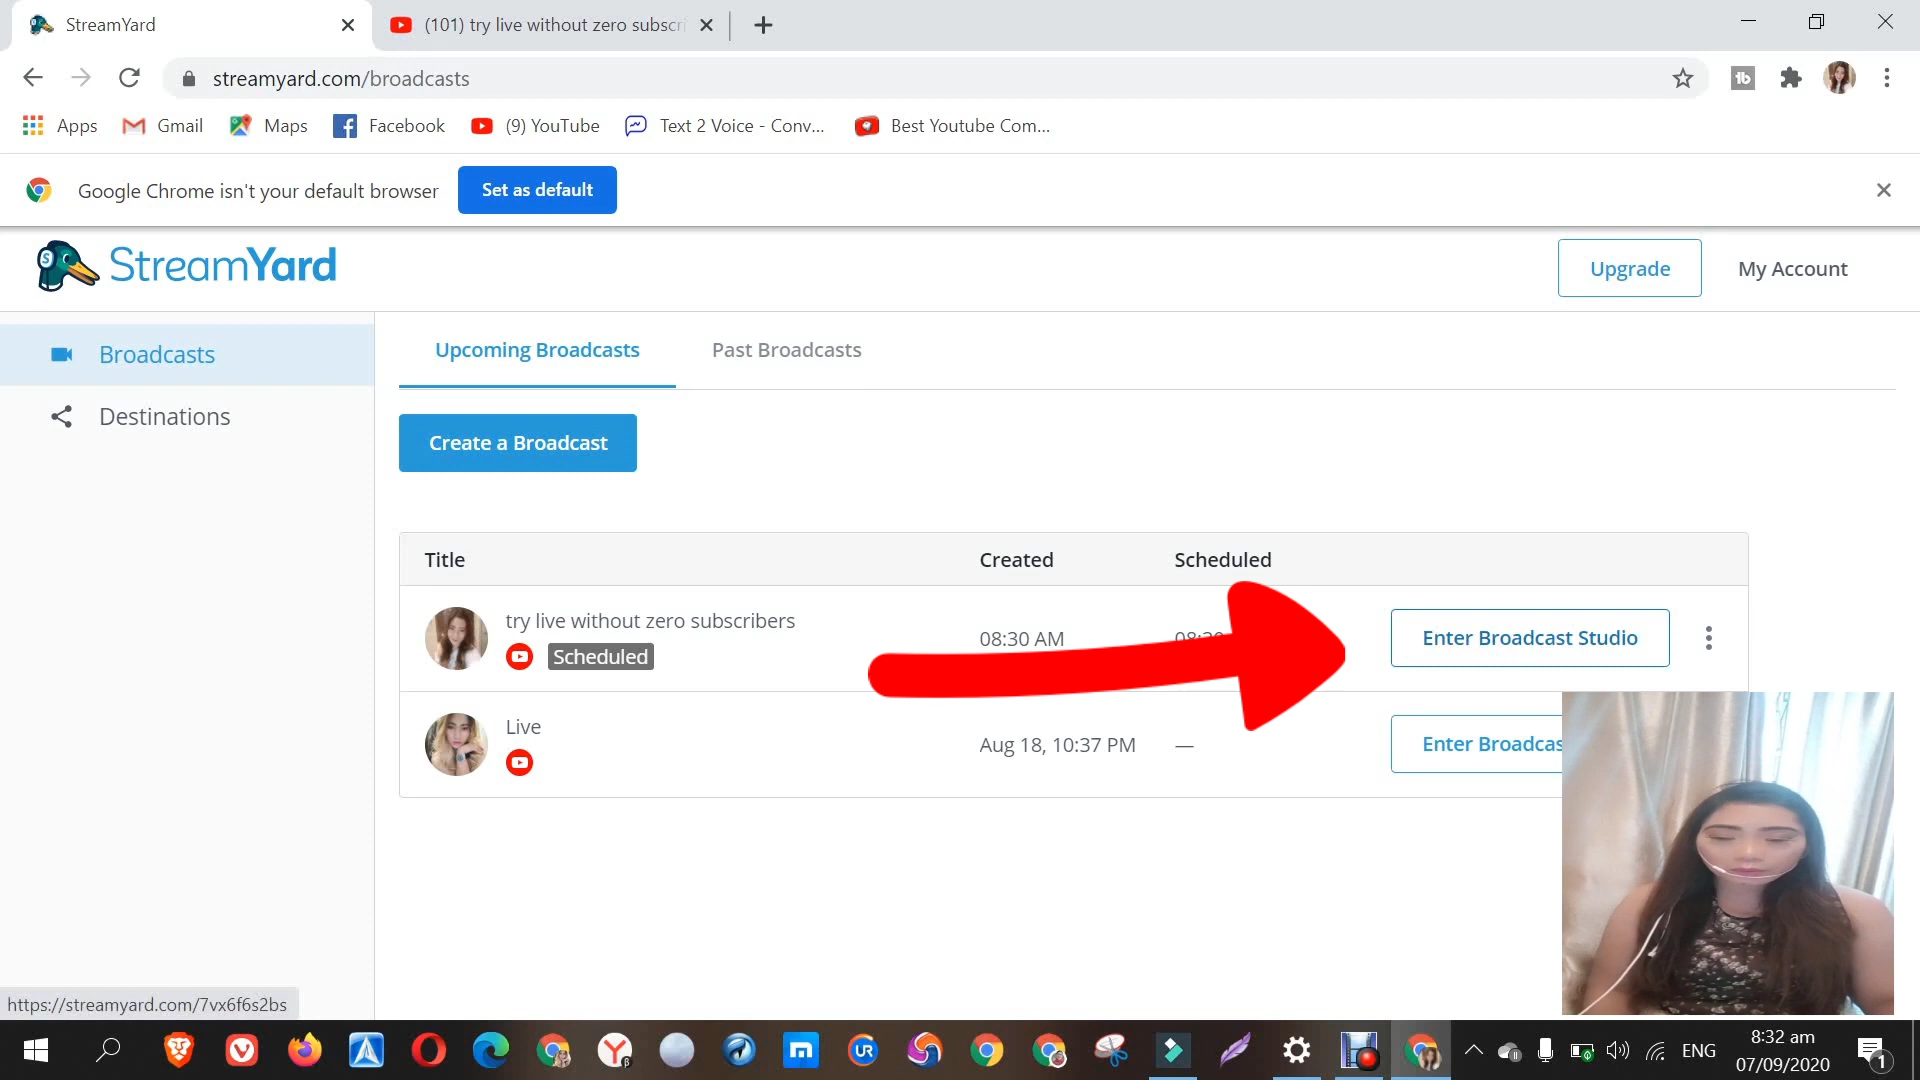 StreamYard
(101) try live without zero subscri
streamyard.com/broadcasts
Apps
Gmail
Maps
Facebook
(9) YouTube
Text 2 Voice - Conv...
Best Youtube Com...
Google Chrome isn't your default browser
Set as default
StreamYard
Upgrade
My Account
Broadcasts
Destinations
Upcoming Broadcasts
Past Broadcasts
Create a Broadcast
Title
Created
Scheduled
try live without zero subscribers
Scheduled
08:30 AM
Enter Broadcast Studio
Live
Aug 18, 10:37 PM
—
Enter Broadcas
https://streamyard.com/7vx6f6s2bs
ENG
8:32 am
07/09/2020
1